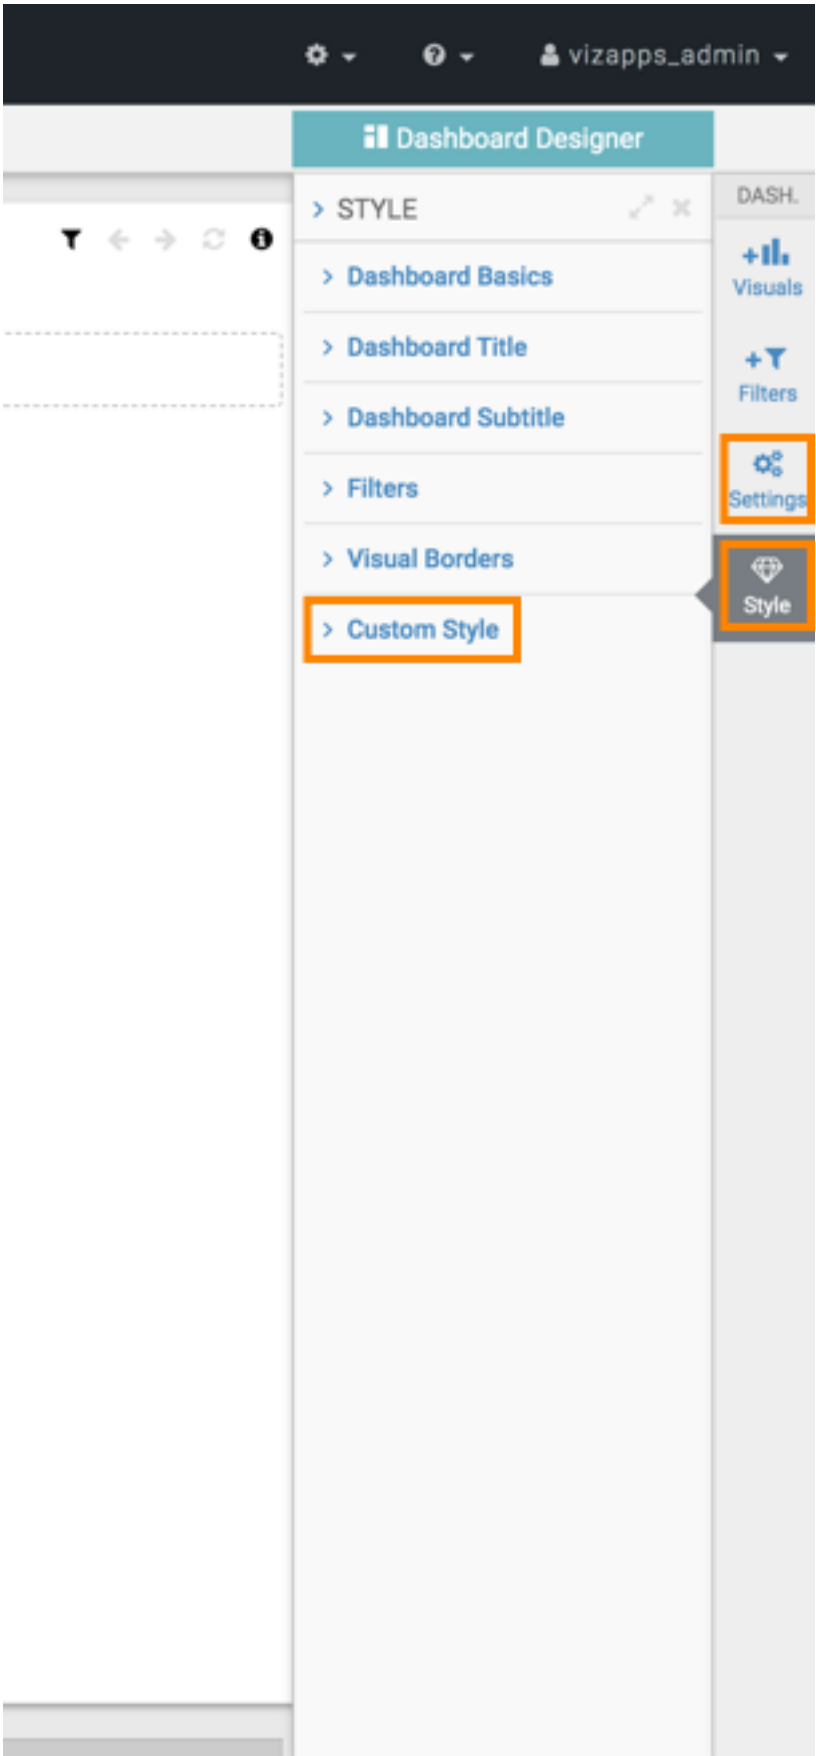 vizapps_admin
Dashboard Designer
STYLE
DASH.
Dashboard Basics
Visuals
Dashboard Title
Filters
Dashboard Subtitle
Settings
Filters
Visual Borders
Style
Custom Style